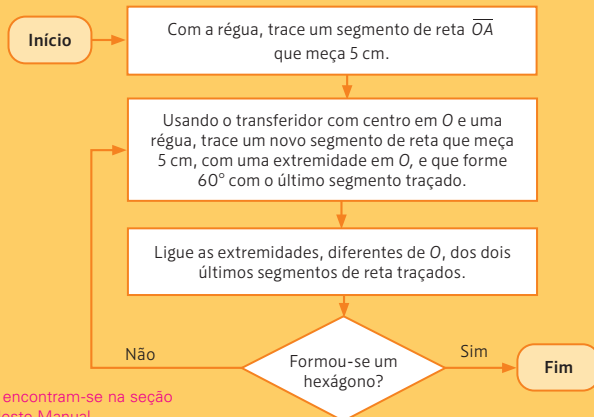 Início
Com a régua, trace um segmento de reta OA
que meça 5 cm.
Usando o transferidor com centro em O e uma
régua, trace um novo segmento de reta que meça
5 cm, com uma extremidade em O, e que forme
60° com o último segmento traçado.
Ligue as extremidades, diferentes de O, dos dois
últimos segmentos de reta traçados.
Não
Formou-se um
hexágono?
Sim
Fim
encontram-se na seção
este Manual